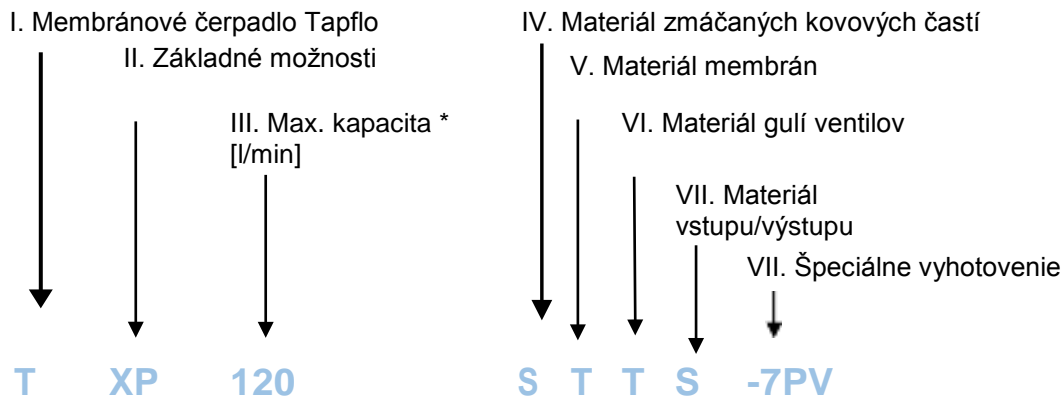 I. Membránové čerpadlo Tapflo
IV. Materiál zmáčaných kovových častí
II. Základné možnosti
V. Materiál membrán
III. Max. kapacita *
[l/min]
VI. Materiál gulí ventilov
VII. Materiál
vstupu/výstupu
VII. Špeciálne vyhotovenie
T XP 120 S T T S -7PV